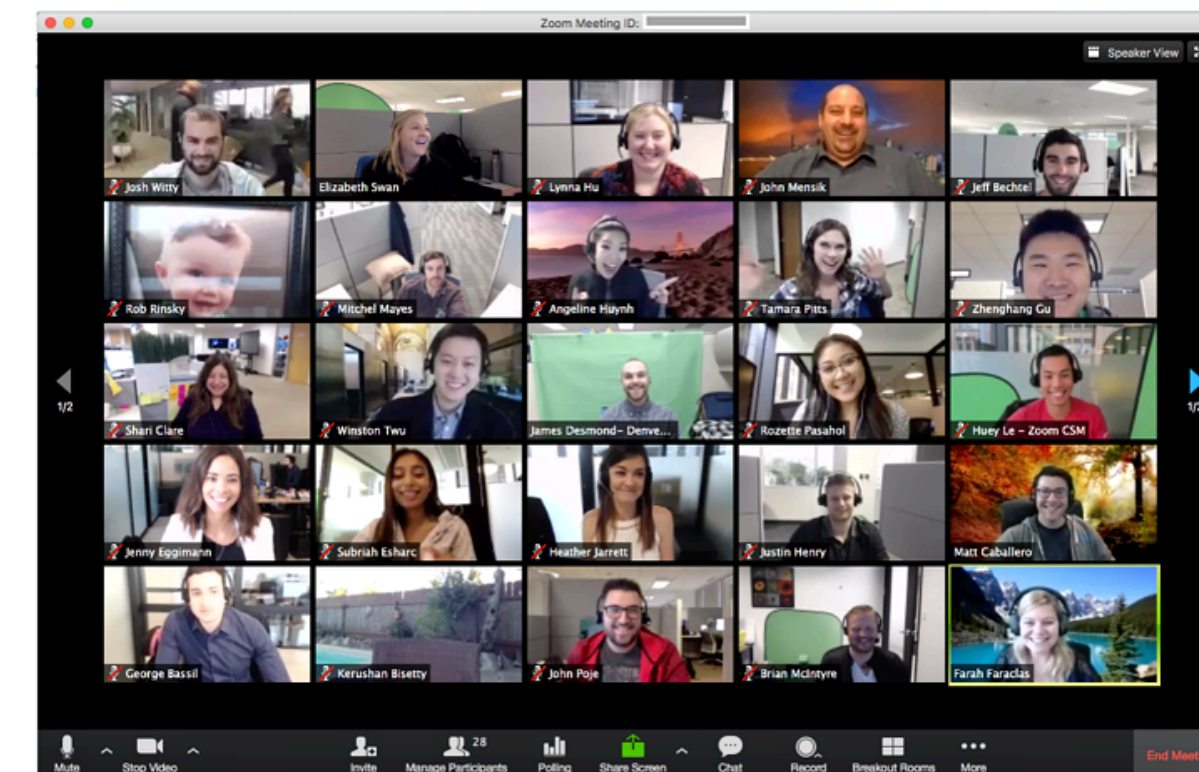 Zoom Meeting ID:
Speaker View
Josh Witty
Elizabeth Swan
Lynna Hu
John Mensik
Jeff Bechtel
Rob Rinsky
Mitchel Mayes
Angeline Huynh
Tamara Pitts
Zhenghang Gu
1/2
Shari Clare
Winston Twu
James Desmond- Denve...
Rozette Pasahol
Huey Le - Zoom CSM
Jenny Eggimann
Subriah Esharc
Heather Jarrett
Justin Henry
Matt Caballero
George Bassil
Kerushan Bisetty
John Poje
Brian McIntyre
Farah Faraclas
Mute
Stop Video
Invite
28
Manage Participants
Polling
Share Screen
Chat
Record
Breakout Rooms
More
End Meet